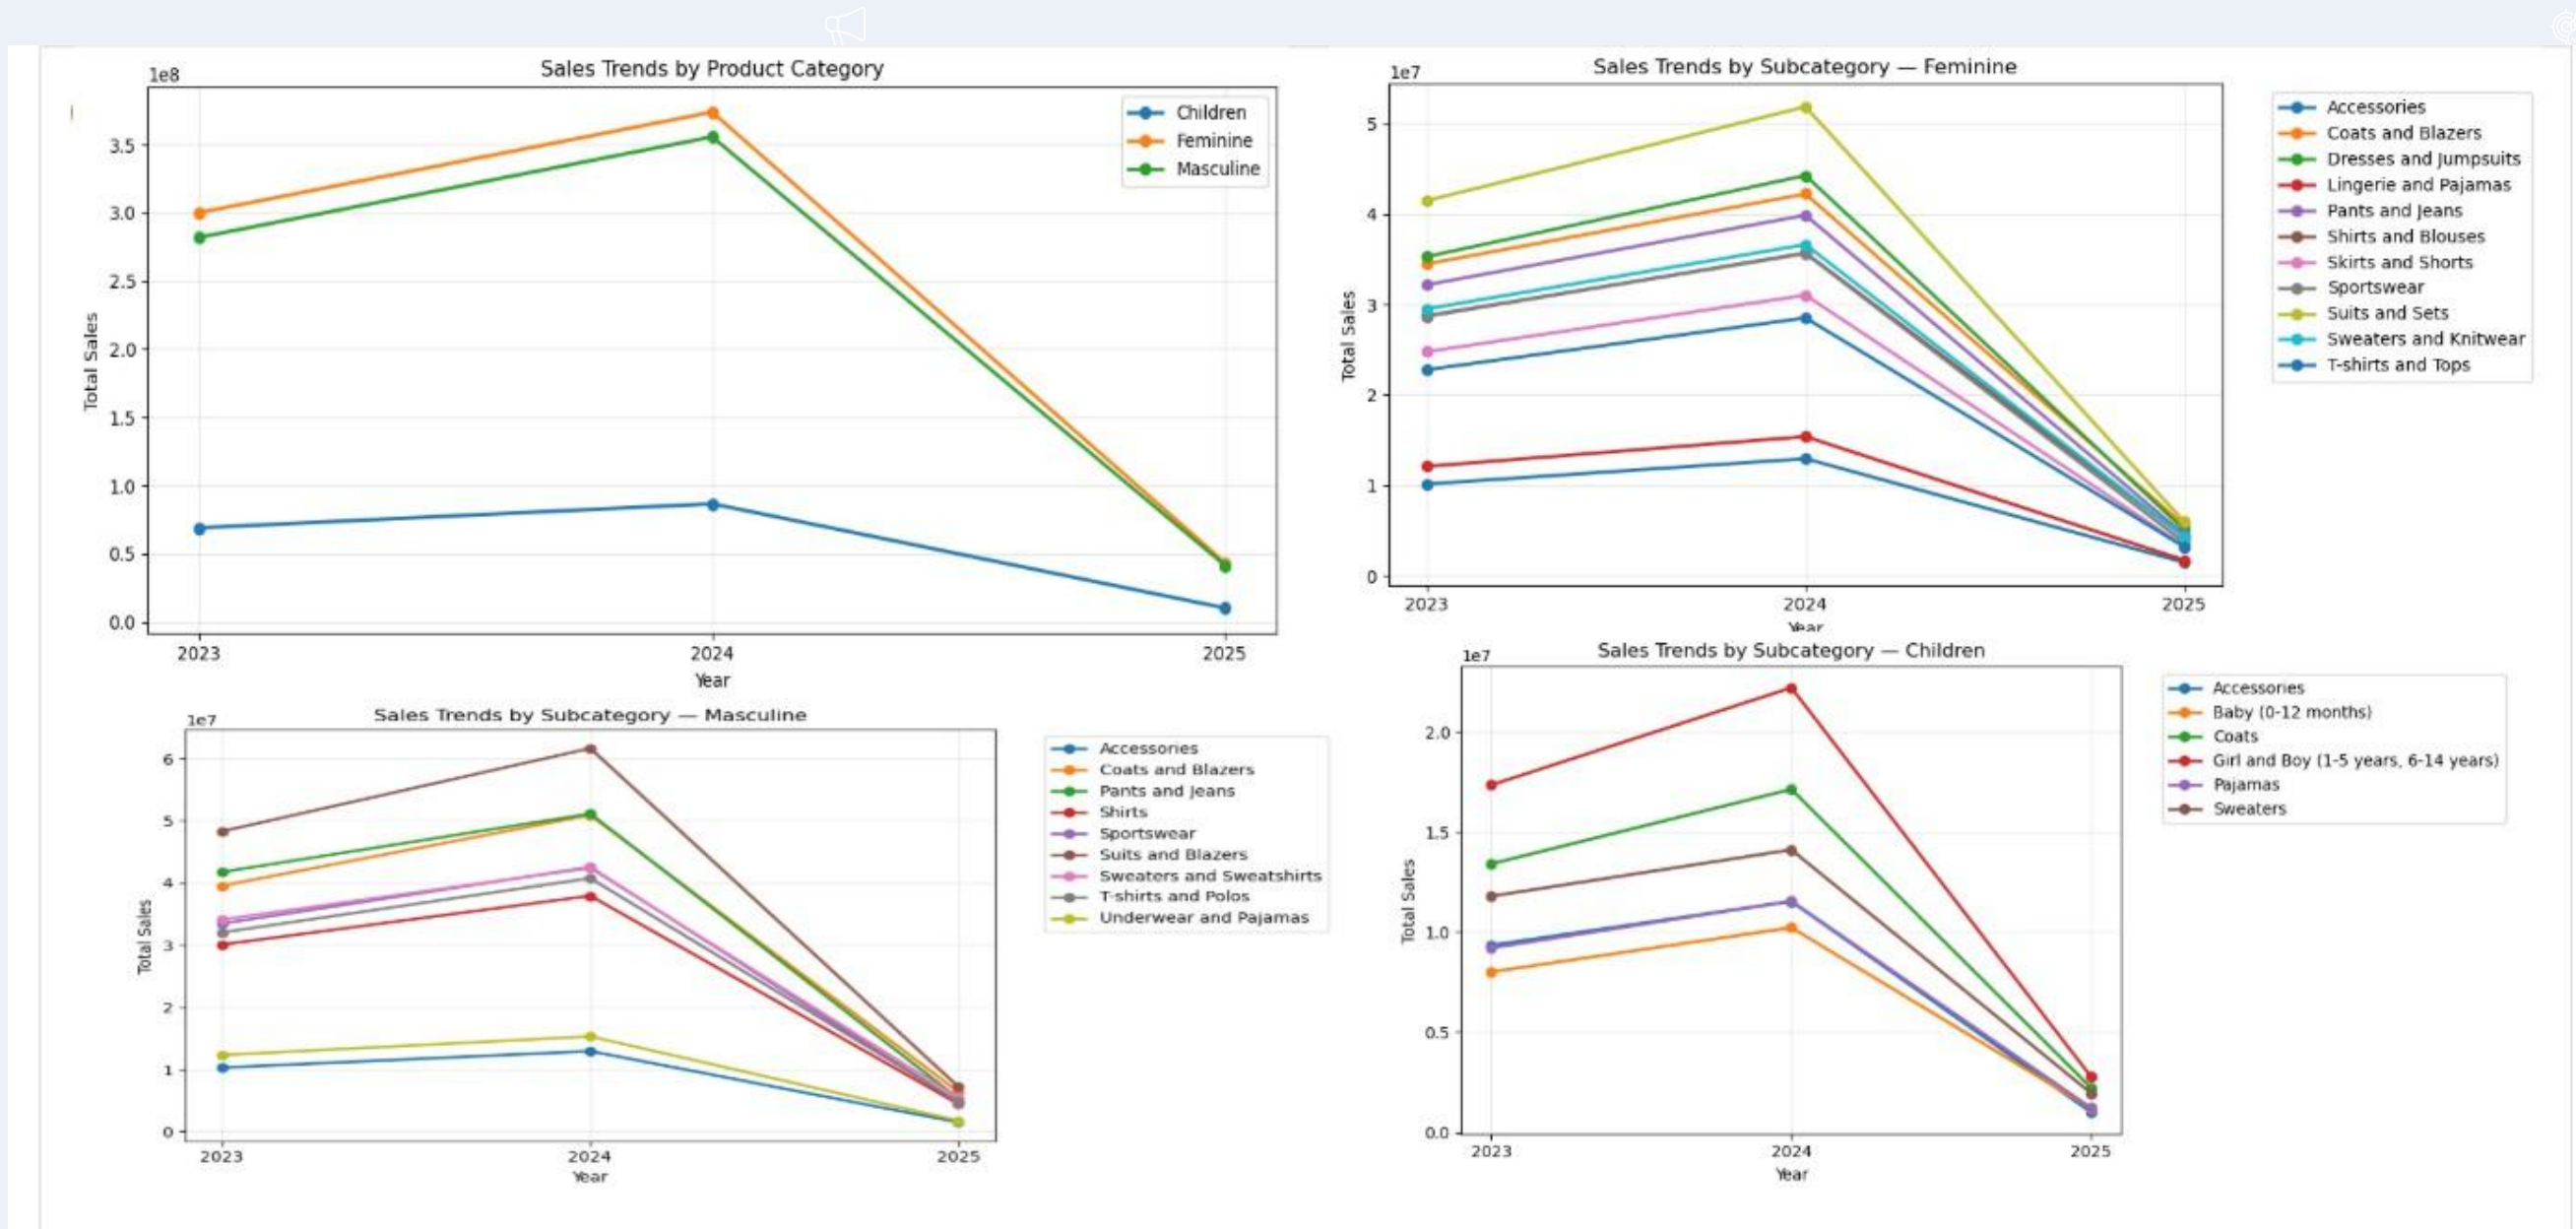 Sales Trends by Product Category
1e8
3.5
3.0
2.5
2.0
1.5
1.0
0.5
0.0
Total Sales
2023 2024 2025
Year
Children
Feminine
Masculine
Sales Trends by Subcategory — Feminine
1e7
5
4
3
2
1
0
Total Sales
2023 2024 2025
Year
Accessories
Coats and Blazers
Dresses and Jumpsuits
Lingerie and Pajamas
Pants and Jeans
Shirts and Blouses
Skirts and Shorts
Sportswear
Suits and Sets
Sweaters and Knitwear
T-shirts and Tops
Sales Trends by Subcategory — Masculine
1e7
6
5
4
3
2
1
0
Total Sales
2023 2024 2025
Year
Accessories
Coats and Blazers
Pants and Jeans
Shirts
Sportswear
Suits and Blazers
Sweaters and Sweatshirts
T-shirts and Polos
Underwear and Pajamas
Sales Trends by Subcategory — Children
1e7
2.0
1.5
1.0
0.5
0.0
Total Sales
2023 2024 2025
Year
Accessories
Baby (0-12 months)
Coats
Girl and Boy (1-5 years, 6-14 years)
Pajamas
Sweaters